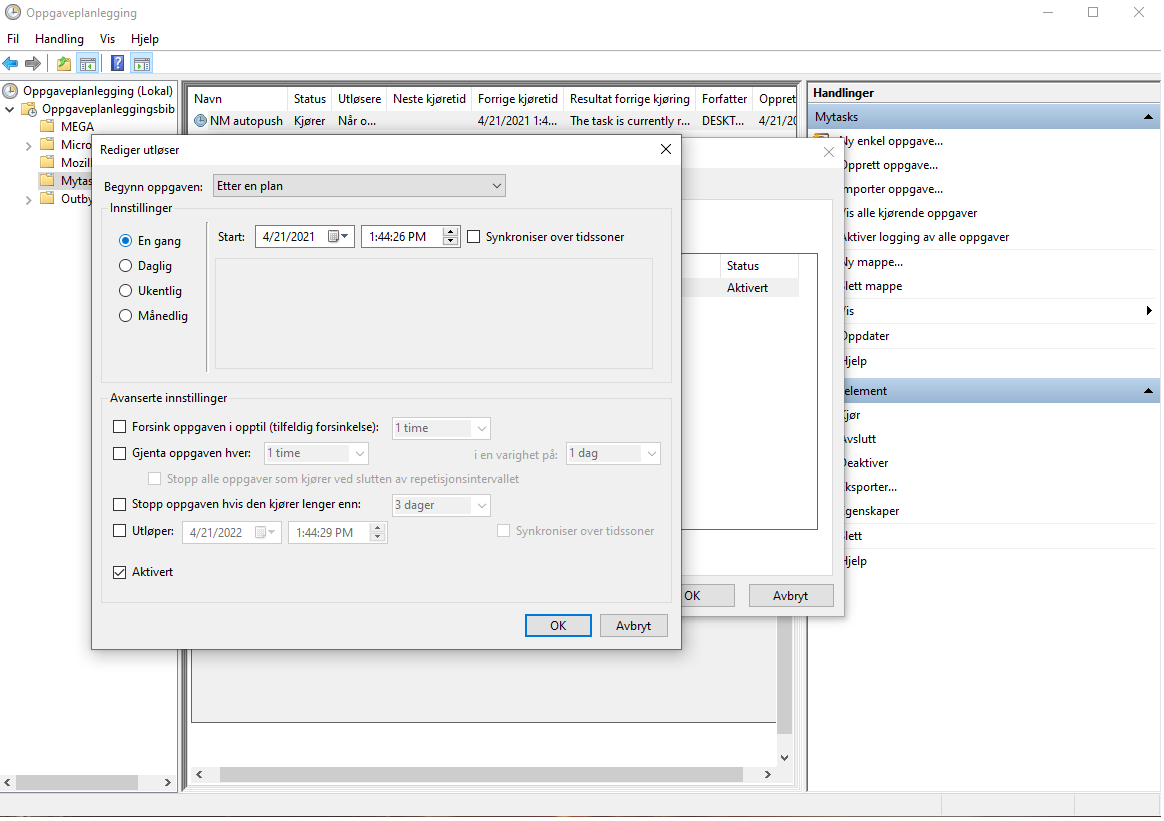 Oppgaveplanlegging
Fil Handling Vis Hjelp
Oppgaveplanlegging (Lokal)
Oppgaveplanleggingsbib
MEGA
Micro
Mozill
Mytas
Outby
Navn Status Utløsere Neste kjøretid Forrige kjøretid Resultat forrige kjøring Forfatter Oppret
NM autopush Kjører Når o... 4/21/2021 1:4... The task is currently r... DESKT... 4/21/20
Rediger utløser
Begynn oppgaven: Etter en plan
Innstillinger
En gang
Daglig
Ukentlig
Månedlig
Start: 4/21/2021 1:44:26 PM Synkroniser over tidssoner
Avanserte innstillinger
Forsink oppgaven i opptil (tilfeldig forsinkelse): 1 time
Gjenta oppgaven hver: 1 time i en varighet på: 1 dag
Stopp alle oppgaver som kjører ved slutten av repetisjonsintervallet
Stopp oppgaven hvis den kjører lenger enn: 3 dager
Utløper: 4/21/2022 1:44:29 PM Synkroniser over tidssoner
Aktivert
OK Avbryt
Status
Aktivert
OK Avbryt
Handlinger
Mytasks
Ny enkel oppgave...
Opprett oppgave...
mporter oppgave...
Vis alle kjørende oppgaver
Aktiver logging av alle oppgaver
Ny mappe...
Slett mappe
Vis
Oppdater
Hjelp
element
Kjør
Avslutt
Deaktiver
Eksporter...
Egenskaper
Slett
Hjelp